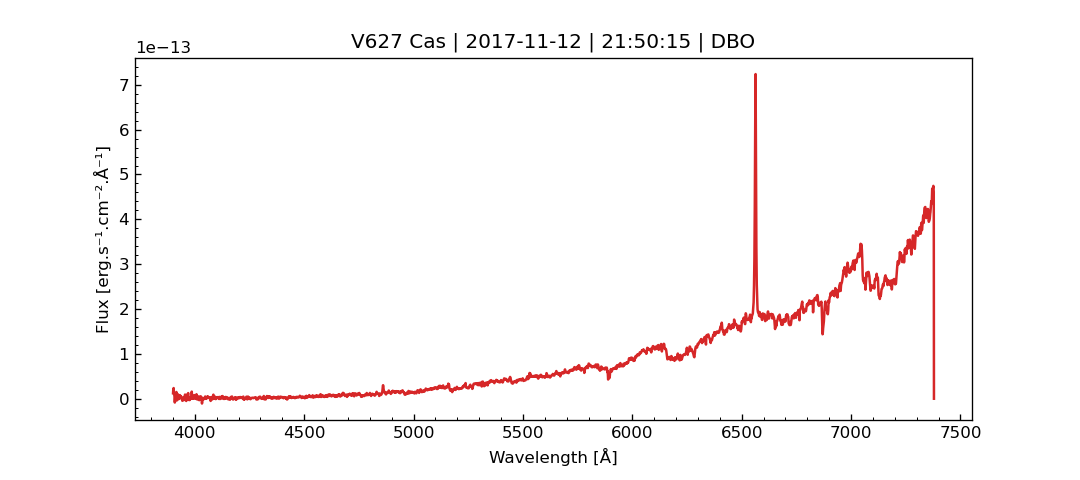 V627 Cas | 2017-11-12 | 21:50:15 | DBO
1e−13
7
6
5
4
3
2
1
0
Flux [erg.s⁻¹.cm⁻².Å⁻¹]
4000 4500 5000 5500 6000 6500 7000 7500
Wavelength [Å]